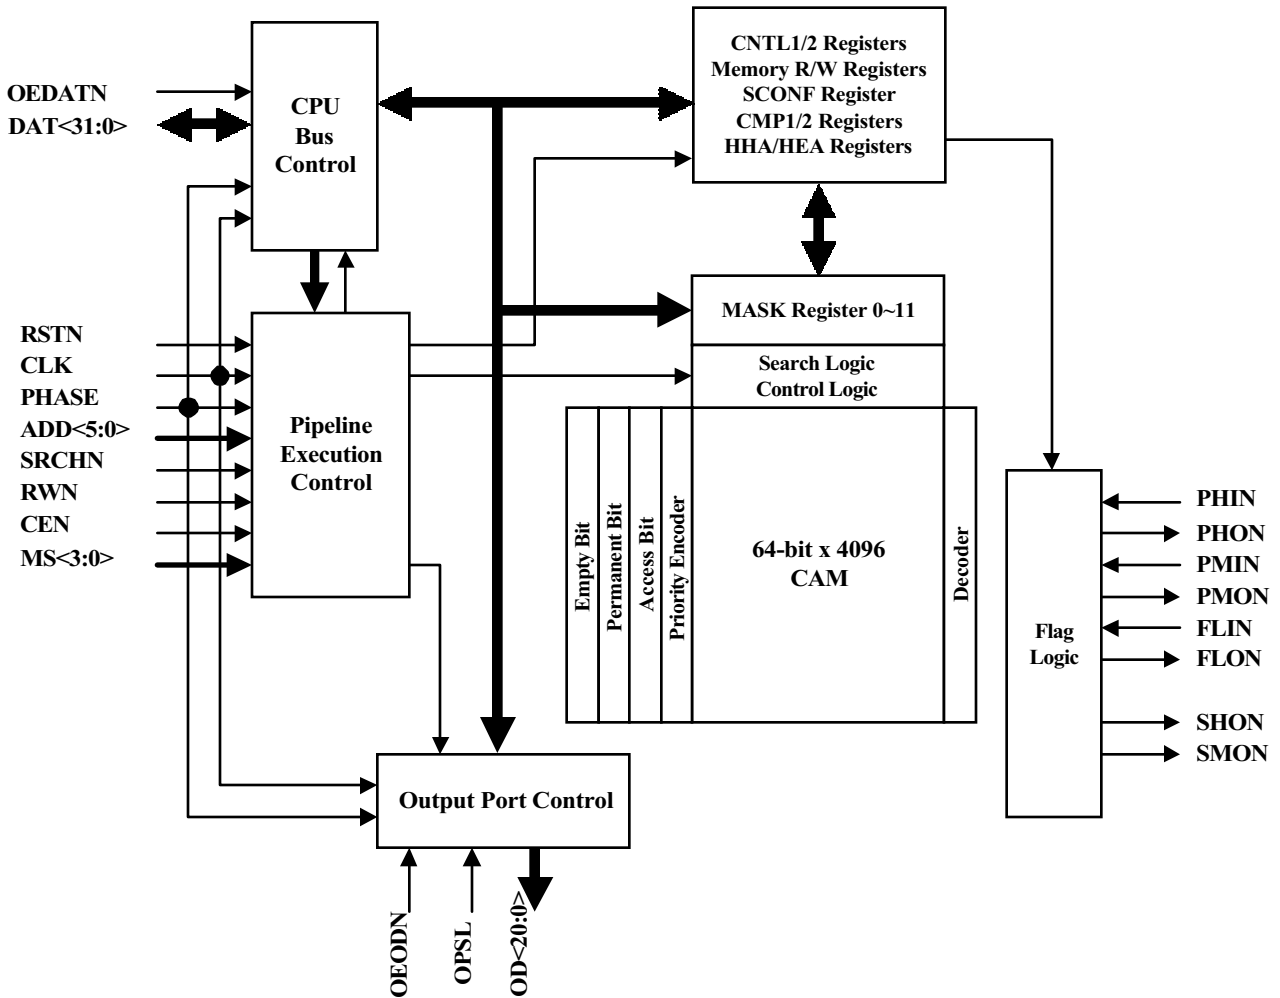 OEDATN
DAT<31:0>
CPU
Bus
Control
CNTL1/2 Registers
Memory R/W Registers
SCONF Register
CMP1/2 Registers
HHA/HEA Registers
RSTN
CLK
PHASE
ADD<5:0>
SRCHN
RWN
CEN
MS<3:0>
Pipeline
Execution
Control
MASK Register 0~11
Search Logic
Control Logic
Empty Bit
Permanent Bit
Access Bit
Priority Encoder
64-bit x 4096
CAM
Decoder
Flag
Logic
PHIN
PHON
PMIN
PMON
FLIN
FLON
SHON
SMON
Output Port Control
OEODN
OPSL
OD<20:0>